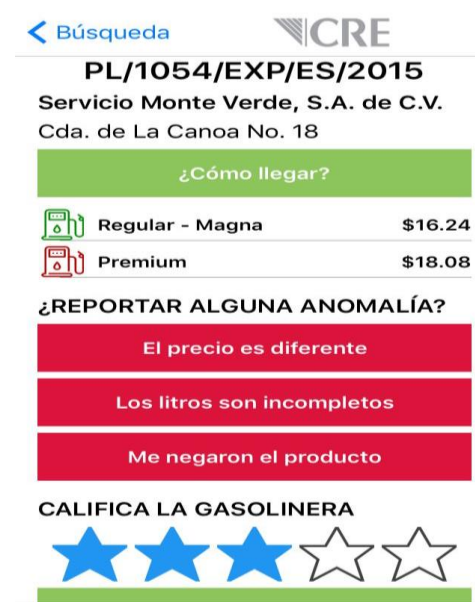 Búsqueda
CRE
PL/1054/EXP/ES/2015
Servicio Monte Verde, S.A. de C.V.
Cda. de La Canoa No. 18
¿Cómo llegar?
Regular - Magna $16.24
Premium $18.08
¿REPORTAR ALGUNA ANOMALÍA?
El precio es diferente
Los litros son incompletos
Me negaron el producto
CALIFICA LA GASOLINERA